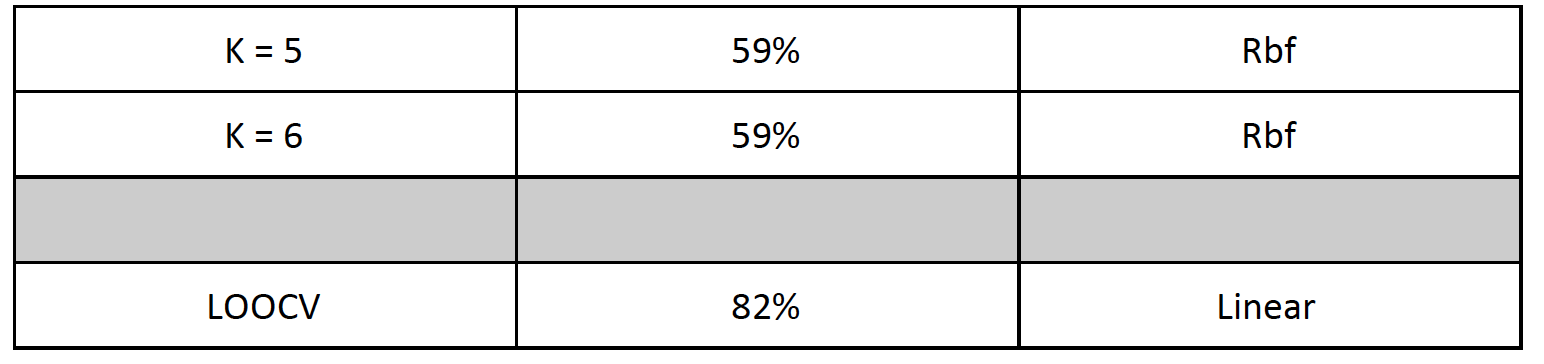 K = 5 59% Rbf
K = 6 59% Rbf
LOOCV 82% Linear